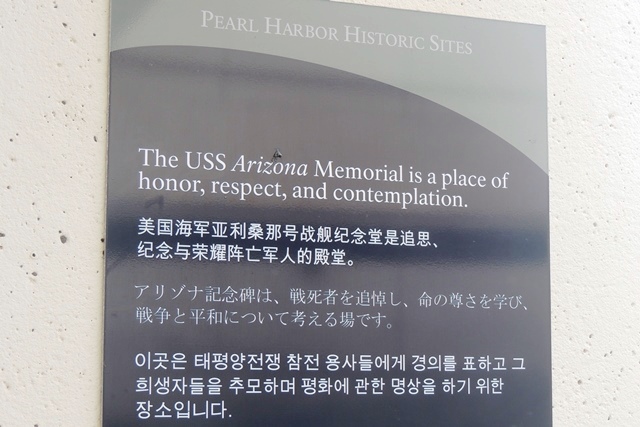 PEARL HARBOR HISTORIC SITES
The USS Arizona Memorial is a place of
honor, respect, and contemplation.
美国海军亚利桑那号战舰纪念堂是追思、
纪念与荣耀阵亡军人的殿堂。
アリゾナ記念碑は、戦死者を追悼し、命の尊さを学び、
戦争と平和について考える場です。
이곳은 태평양전쟁 참전 용사들에게 경의를 표하고 그
희생자들을 추모하며 평화에 관한 명상을 하기 위한
장소입니다.